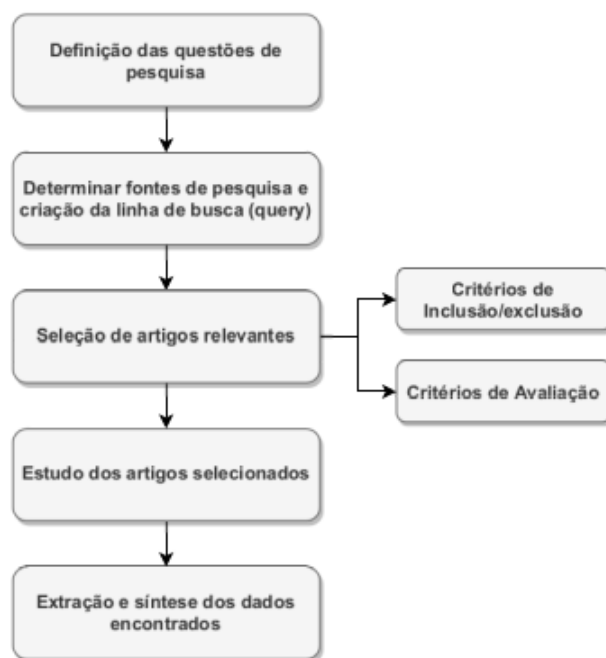 Definição das questões de
pesquisa
Determinar fontes de pesquisa e
criação da linha de busca (query)
Seleção de artigos relevantes
Critérios de
Inclusão/exclusão
Critérios de Avaliação
Estudo dos artigos selecionados
Extração e síntese dos dados
encontrados